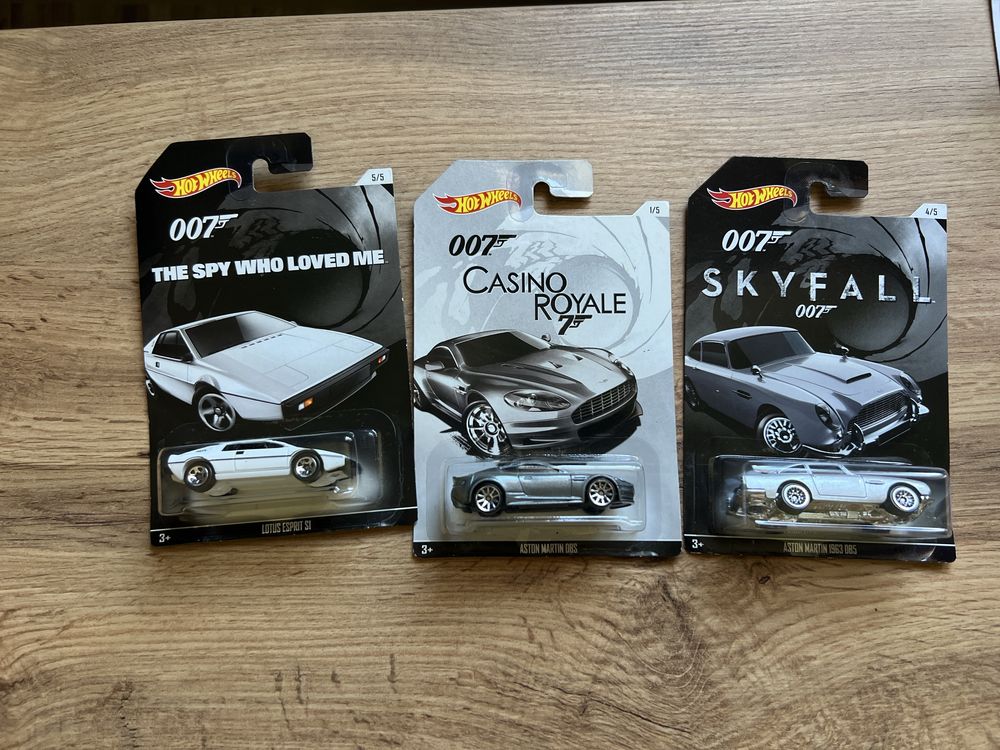 HOT WHEELS
5/5
007
THE SPY WHO LOVED ME
LOTUS ESPRIT S1
3+
HOT WHEELS
1/5
007
CASINO
ROYALE
7
3+
ASTON MARTIN DBS
HOT WHEELS
4/5
007
SKYFALL
007
3+
ASTON MARTIN 1963 DB5